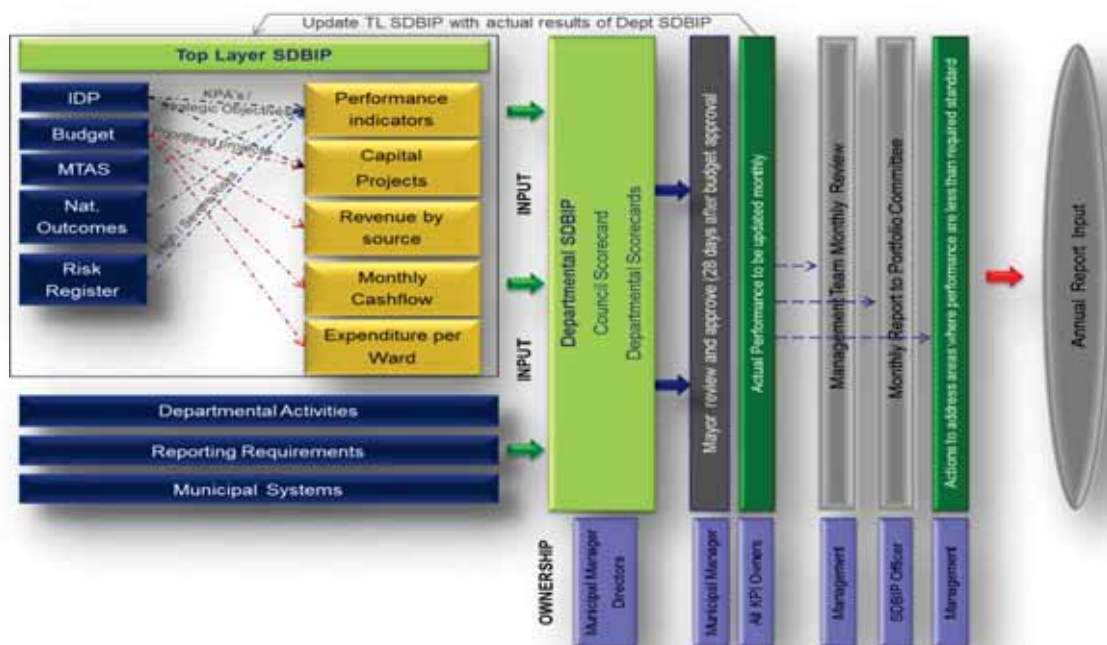 Update TL SDBIP with actual results of Dept SDBIP
Top Layer SDBIP
IDP
Budget
MTAS
Nat.
Outcomes
Risk
Register
KPA's /
Strategic Objectives
Approved projects
Performance
indicators
Capital
Projects
Revenue by
source
Monthly
Cashflow
Expenditure per
Ward
INPUT
INPUT
Departmental Activities
Reporting Requirements
Municipal Systems
Departmental SDBIP
Council Scorecard
Departmental Scorecards
Mayor review and approve (28 days after budget approval
Actual Performance to be updated monthly
Management Team Monthly Review
Monthly Report to Portfolio Committee
Actions to address areas where performance are less than required standard
Annual Report Input
OWNERSHIP
Municipal Manager
Directors
Municipal Manager
All KPI Owners
Management
SDBIP Officer
Management